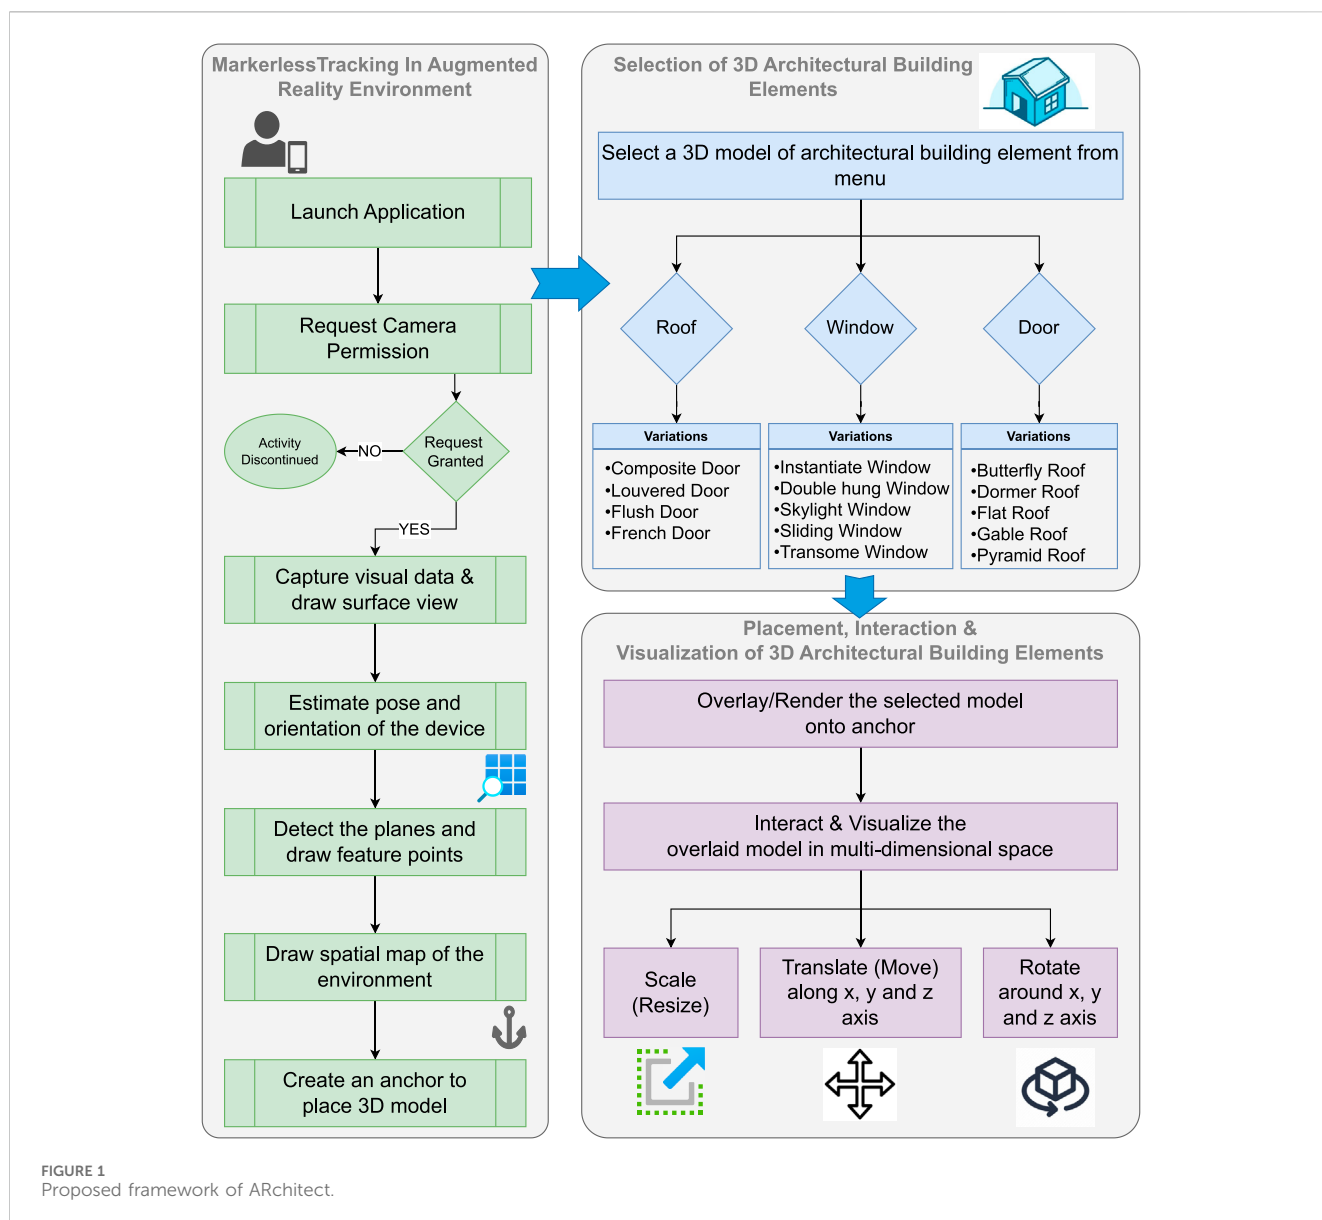 MarkerlessTracking In Augmented
Reality Environment
Launch Application
Request Camera
Permission
Request
Granted
NO
Activity
Discontinued
YES
Capture visual data &
draw surface view
Estimate pose and
orientation of the device
Detect the planes and
draw feature points
Draw spatial map of the
environment
Create an anchor to
place 3D model
Selection of 3D Architectural Building
Elements
Select a 3D model of architectural building element from
menu
Roof
Window
Door
Variations
•Composite Door
•Louvered Door
•Flush Door
•French Door
Variations
•Instantiate Window
•Double hung Window
•Skylight Window
•Sliding Window
•Transome Window
Variations
•Butterfly Roof
•Dormer Roof
•Flat Roof
•Gable Roof
•Pyramid Roof
Placement, Interaction &
Visualization of 3D Architectural Building Elements
Overlay/Render the selected model
onto anchor
Interact & Visualize the
overlaid model in multi-dimensional space
Scale
(Resize)
Translate (Move)
along x, y and z
axis
Rotate
around x, y
and z axis
FIGURE 1
Proposed framework of ARchitect.